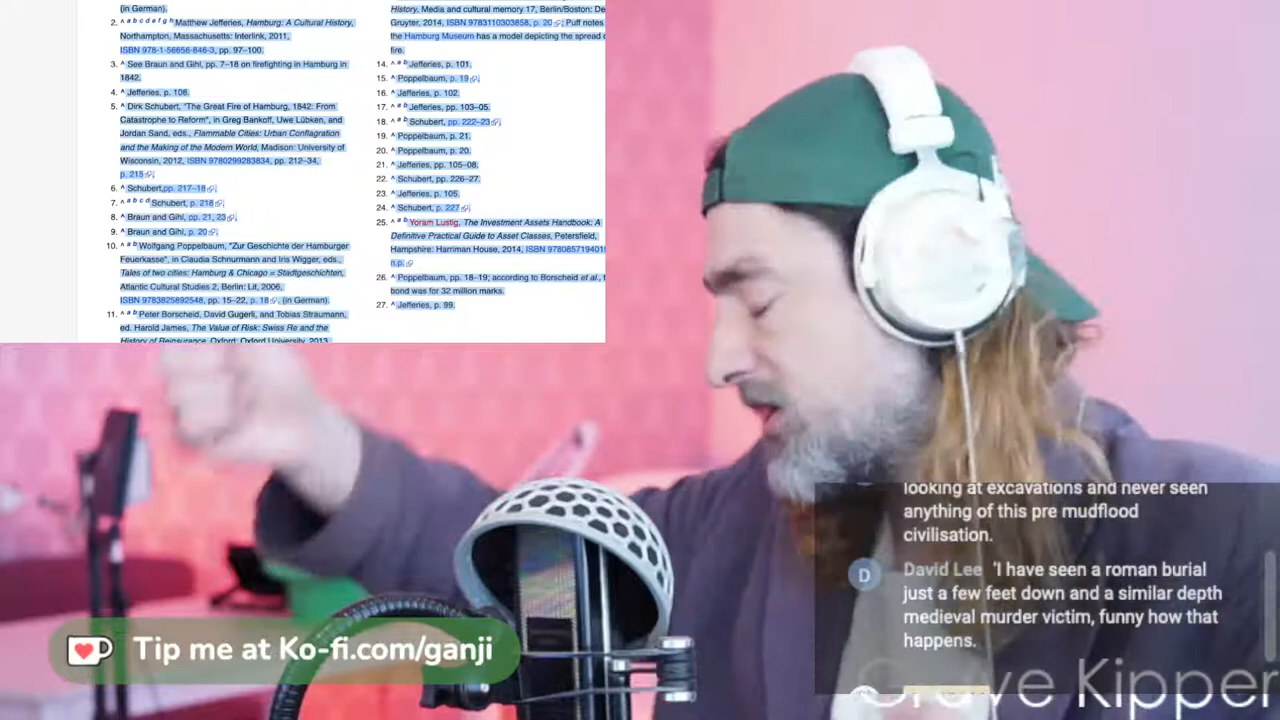 (in German).
2. ^ a b c d e f g h Matthew Jefferies, Hamburg: A Cultural History,
Northampton, Massachusetts: Interlink, 2011,
ISBN 978-1-56656-846-3, pp. 97–100.
3. ^ See Braun and Gihl, pp. 7–18 on firefighting in Hamburg in
1842.
4. ^ Jefferies, p. 106.
5. ^ Dirk Schubert, "The Great Fire of Hamburg, 1842: From
Catastrophe to Reform", in Greg Bankoff, Uwe Lübken, and
Jordan Sand, eds., Flammable Cities: Urban Conflagration
and the Making of the Modern World, Madison: University of
Wisconsin, 2012, ISBN 9780299283834, pp. 212–34,
p. 215.
6. ^ Schubert,pp. 217–18.
7. ^ a b c d Schubert, p. 218.
8. ^ Braun and Gihl, pp. 21, 23.
9. ^ Braun and Gihl, p. 20.
10. ^ a b Wolfgang Poppelbaum, "Zur Geschichte der Hamburger
Feuerkasse", in Claudia Schnurmann and Iris Wigger, eds.,
Tales of two cities: Hamburg & Chicago = Stadtgeschichten,
Atlantic Cultural Studies 2, Berlin: Lit, 2006,
ISBN 9783825892548, pp. 15–22, p. 18. (in German).
11. ^ a b Peter Borscheid, David Gugerli, and Tobias Straumann,
ed. Harold James, The Value of Risk: Swiss Re and the
History of Reinsurance, Oxford: Oxford University, 2013,
History, Media and cultural memory 17, Berlin/Boston: De
Gruyter, 2014, ISBN 9783110303858, p. 20; Puff notes
the Hamburg Museum has a model depicting the spread
fire.
14. ^ a b Jefferies, p. 101.
15. ^ Poppelbaum, p. 19.
16. ^ Jefferies, p. 102.
17. ^ a b Jefferies, pp. 103–05.
18. ^ a b Schubert, pp. 222–23.
19. ^ Poppelbaum, p. 21.
20. ^ Poppelbaum, p. 20.
21. ^ Jefferies, pp. 105–08.
22. ^ Schubert, pp. 226–27.
23. ^ Jefferies, p. 105.
24. ^ Schubert, p. 227
25. ^ a b Yoram Lustig, The Investment Assets Handbook: A
Definitive Practical Guide to Asset Classes, Petersfield,
Hampshire: Harriman House, 2014, ISBN
n.p.
26. ^ Poppelbaum, pp. 18–19; according to Borscheid et al.,
bond was for 32 million marks.
27. ^ Jefferies, p. 99.
looking at excavations and never seen
anything of this pre mudflood
civilisation.
D
David Lee 'I have seen a roman burial
just a few feet down and a similar depth
medieval murder victim, funny how that
happens.
Tip me at Ko-fi.com/ganji
Kipper